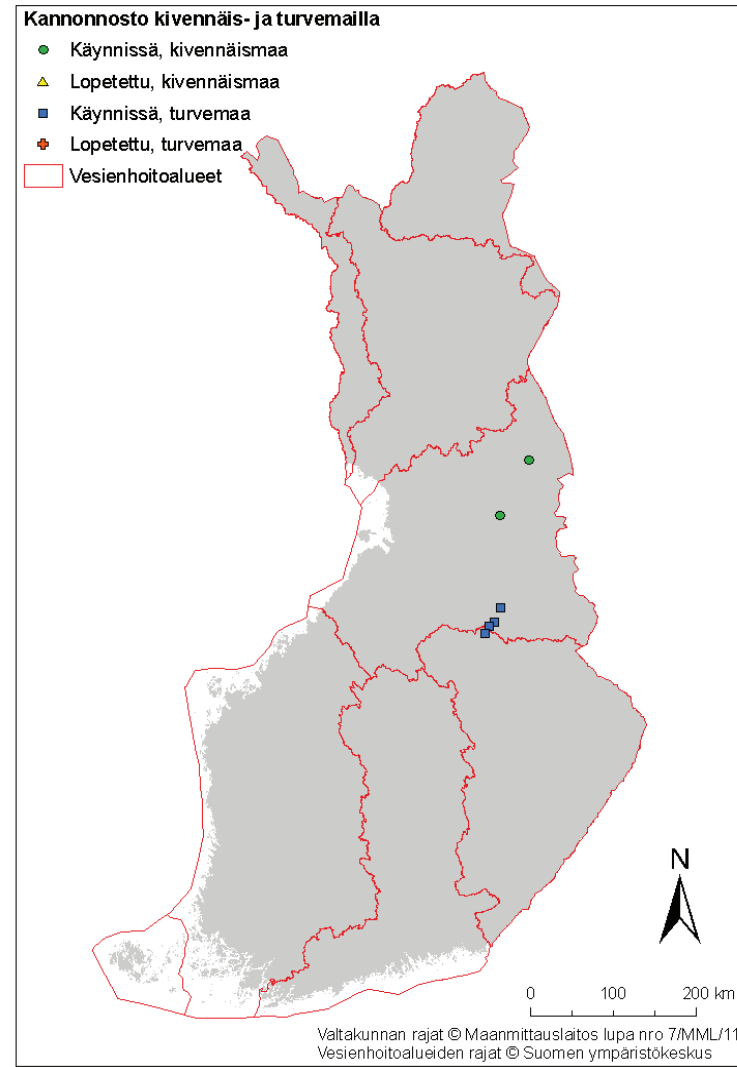 Kannonnosto kivennäis- ja turvemailla
Käynnissä, kivennäismaa
Lopetettu, kivennäismaa
Käynnissä, turvemaa
Lopetettu, turvemaa
Vesienhoitoalueet
N
0 100 200 km
Valtakunnan rajat © Maanmittauslaitos lupa nro 7/MML/11
Vesienhoitoalueiden rajat © Suomen ympäristökeskus